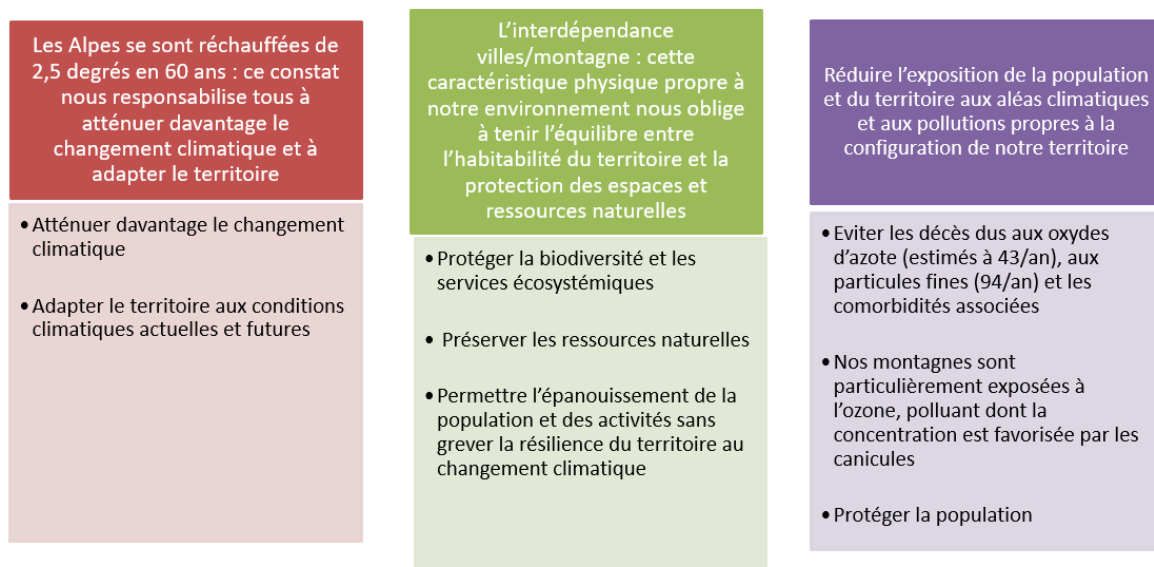 Les Alpes se sont réchauffées de
2,5 degrés en 60 ans : ce constat
nous responsabilise tous à
atténuer davantage le
changement climatique et à
adapter le territoire
• Atténuer davantage le changement
climatique
• Adapter le territoire aux conditions
climatiques actuelles et futures
L’interdépendance
villes/montagne : cette
caractéristique physique propre à
notre environnement nous oblige
à tenir l’équilibre entre
l’habitabilité du territoire et la
protection des espaces et
ressources naturelles
• Protéger la biodiversité et les
services écosystémiques
• Préserver les ressources naturelles
• Permettre l’épanouissement de la
population et des activités sans
grever la résilience du territoire au
changement climatique
Réduire l’exposition de la population
et du territoire aux aléas climatiques
et aux pollutions propres à la
configuration de notre territoire
• Eviter les décès dus aux oxydes
d’azote (estimés à 43/an), aux
particules fines (94/an) et les
comorbidités associées
• Nos montagnes sont
particulièrement exposées à
l’ozone, polluant dont la
concentration est favorisée par les
canicules
• Protéger la population